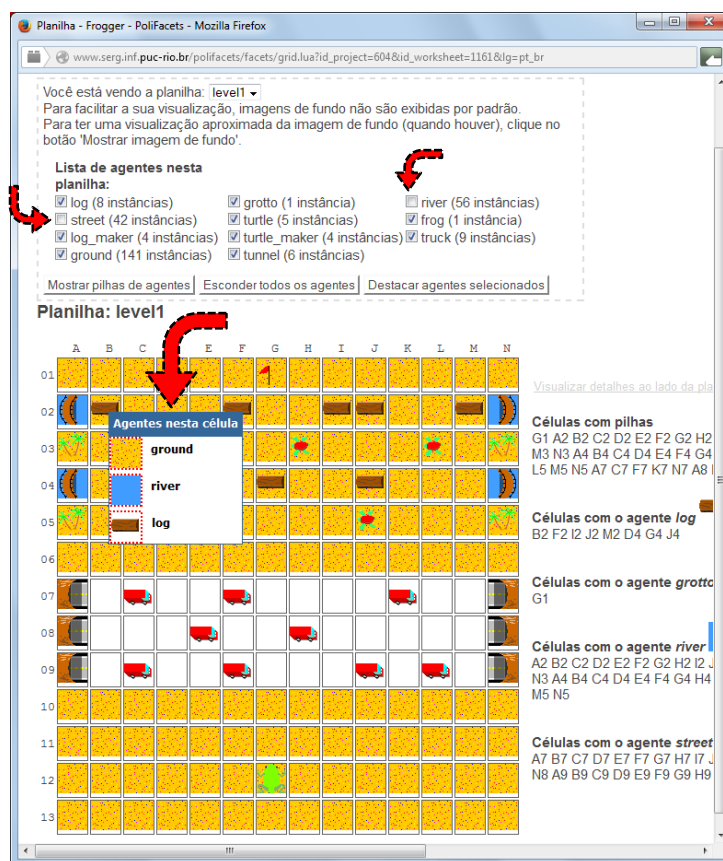 Planilha - Frogger - PoliFacets - Mozilla Firefox
www.serg.inf.puc-rio.br/polifacets/facets/grid.lua?id_project=604&id_worksheet=1161&lg=pt_br
Você está vendo a planilha: level1
Para facilitar a sua visualização, imagens de fundo não são exibidas por padrão.
Para ter uma visualização aproximada da imagem de fundo (quando houver), clique no
botão 'Mostrar imagem de fundo'.
Lista de agentes nesta
planilha:
log (8 instâncias) grotto (1 instância) river (56 instâncias)
street (42 instâncias) turtle (5 instâncias) frog (1 instância)
log_maker (4 instâncias) turtle_maker (4 instâncias) truck (9 instâncias)
ground (141 instâncias) tunnel (6 instâncias)
Mostrar pilhas de agentes Esconder todos os agentes Destacar agentes selecionados
Planilha: level1
A B C D E F G H I J K L M N
01
Visualizar detalhes ao lado da pla
02
Agentes nesta célula
ground
river
log
Células com pilhas
G1 A2 B2 C2 D2 E2 F2 G2 H2
03
M3 N3 A4 B4 C4 D4 E4 F4 G4
L5 M5 N5 A7 C7 F7 K7 N7 A8
04
05
Células com o agente log
B2 F2 I2 J2 M2 D4 G4 J4
06
Células com o agente grotto
G1
07
08
Células com o agente river
A2 B2 C2 D2 E2 F2 G2 H2 I2 J
N3 A4 B4 C4 D4 E4 F4 G4 H4
M5 N5
09
10
11
Células com o agente street
A7 B7 C7 D7 E7 F7 G7 H7 I7 J
N8 A9 B9 C9 D9 E9 F9 G9 H9
12
13